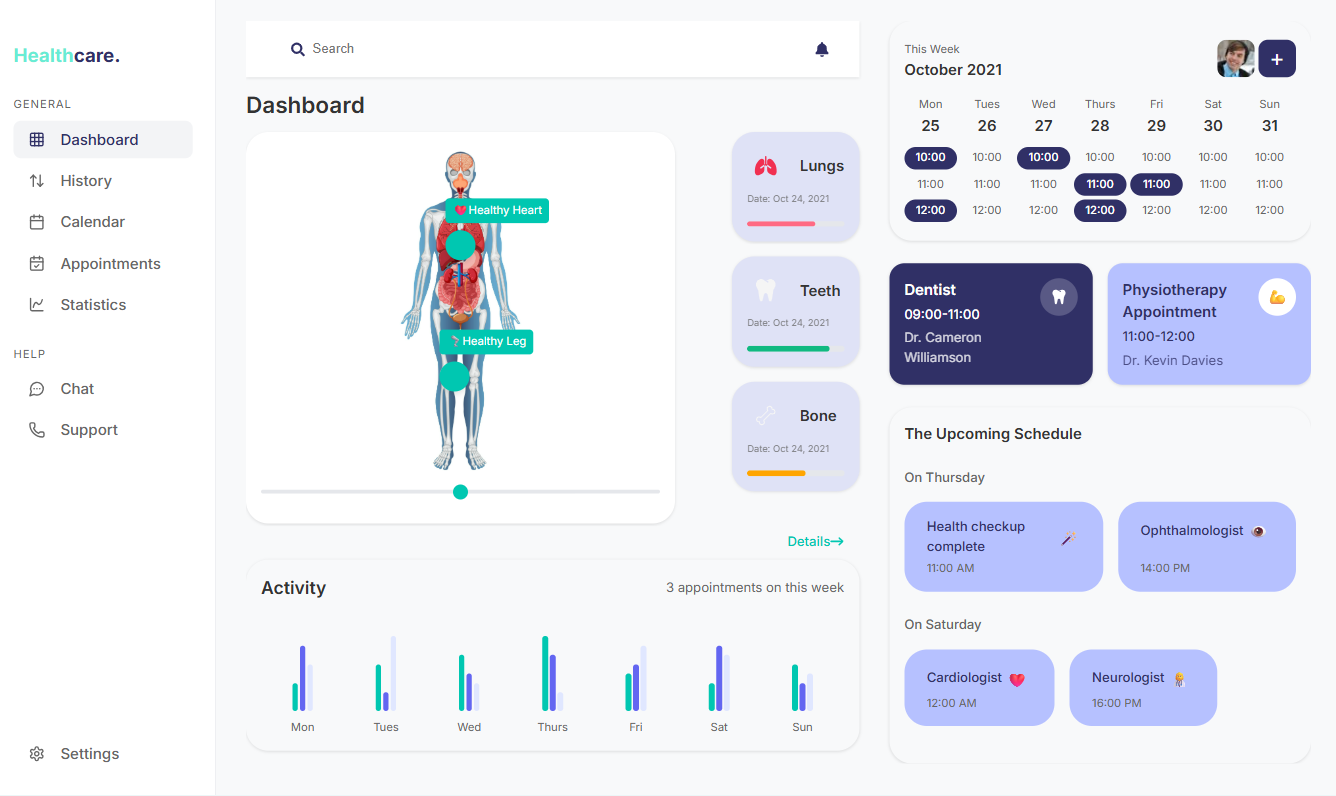 Healthcare.
GENERAL
Dashboard
History
Calendar
Appointments
Statistics
HELP
Chat
Support
Settings
Search
Dashboard
Healthy Heart
Healthy Leg
Lungs
Date: Oct 24, 2021
Teeth
Date: Oct 24, 2021
Bone
Date: Oct 24, 2021
Details→
Activity
3 appointments on this week
Mon Tues Wed Thurs Fri Sat Sun
This Week
October 2021
+
Mon Tues Wed Thurs Fri Sat Sun
25 26 27 28 29 30 31
10:00 10:00 10:00 10:00 10:00 10:00 10:00
11:00 11:00 11:00 11:00 11:00 11:00 11:00
12:00 12:00 12:00 12:00 12:00 12:00 12:00
Dentist
09:00-11:00
Dr. Cameron
Williamson
Physiotherapy
Appointment
11:00-12:00
Dr. Kevin Davies
The Upcoming Schedule
On Thursday
Health checkup
complete
11:00 AM
Ophthalmologist
14:00 PM
On Saturday
Cardiologist
12:00 AM
Neurologist
16:00 PM